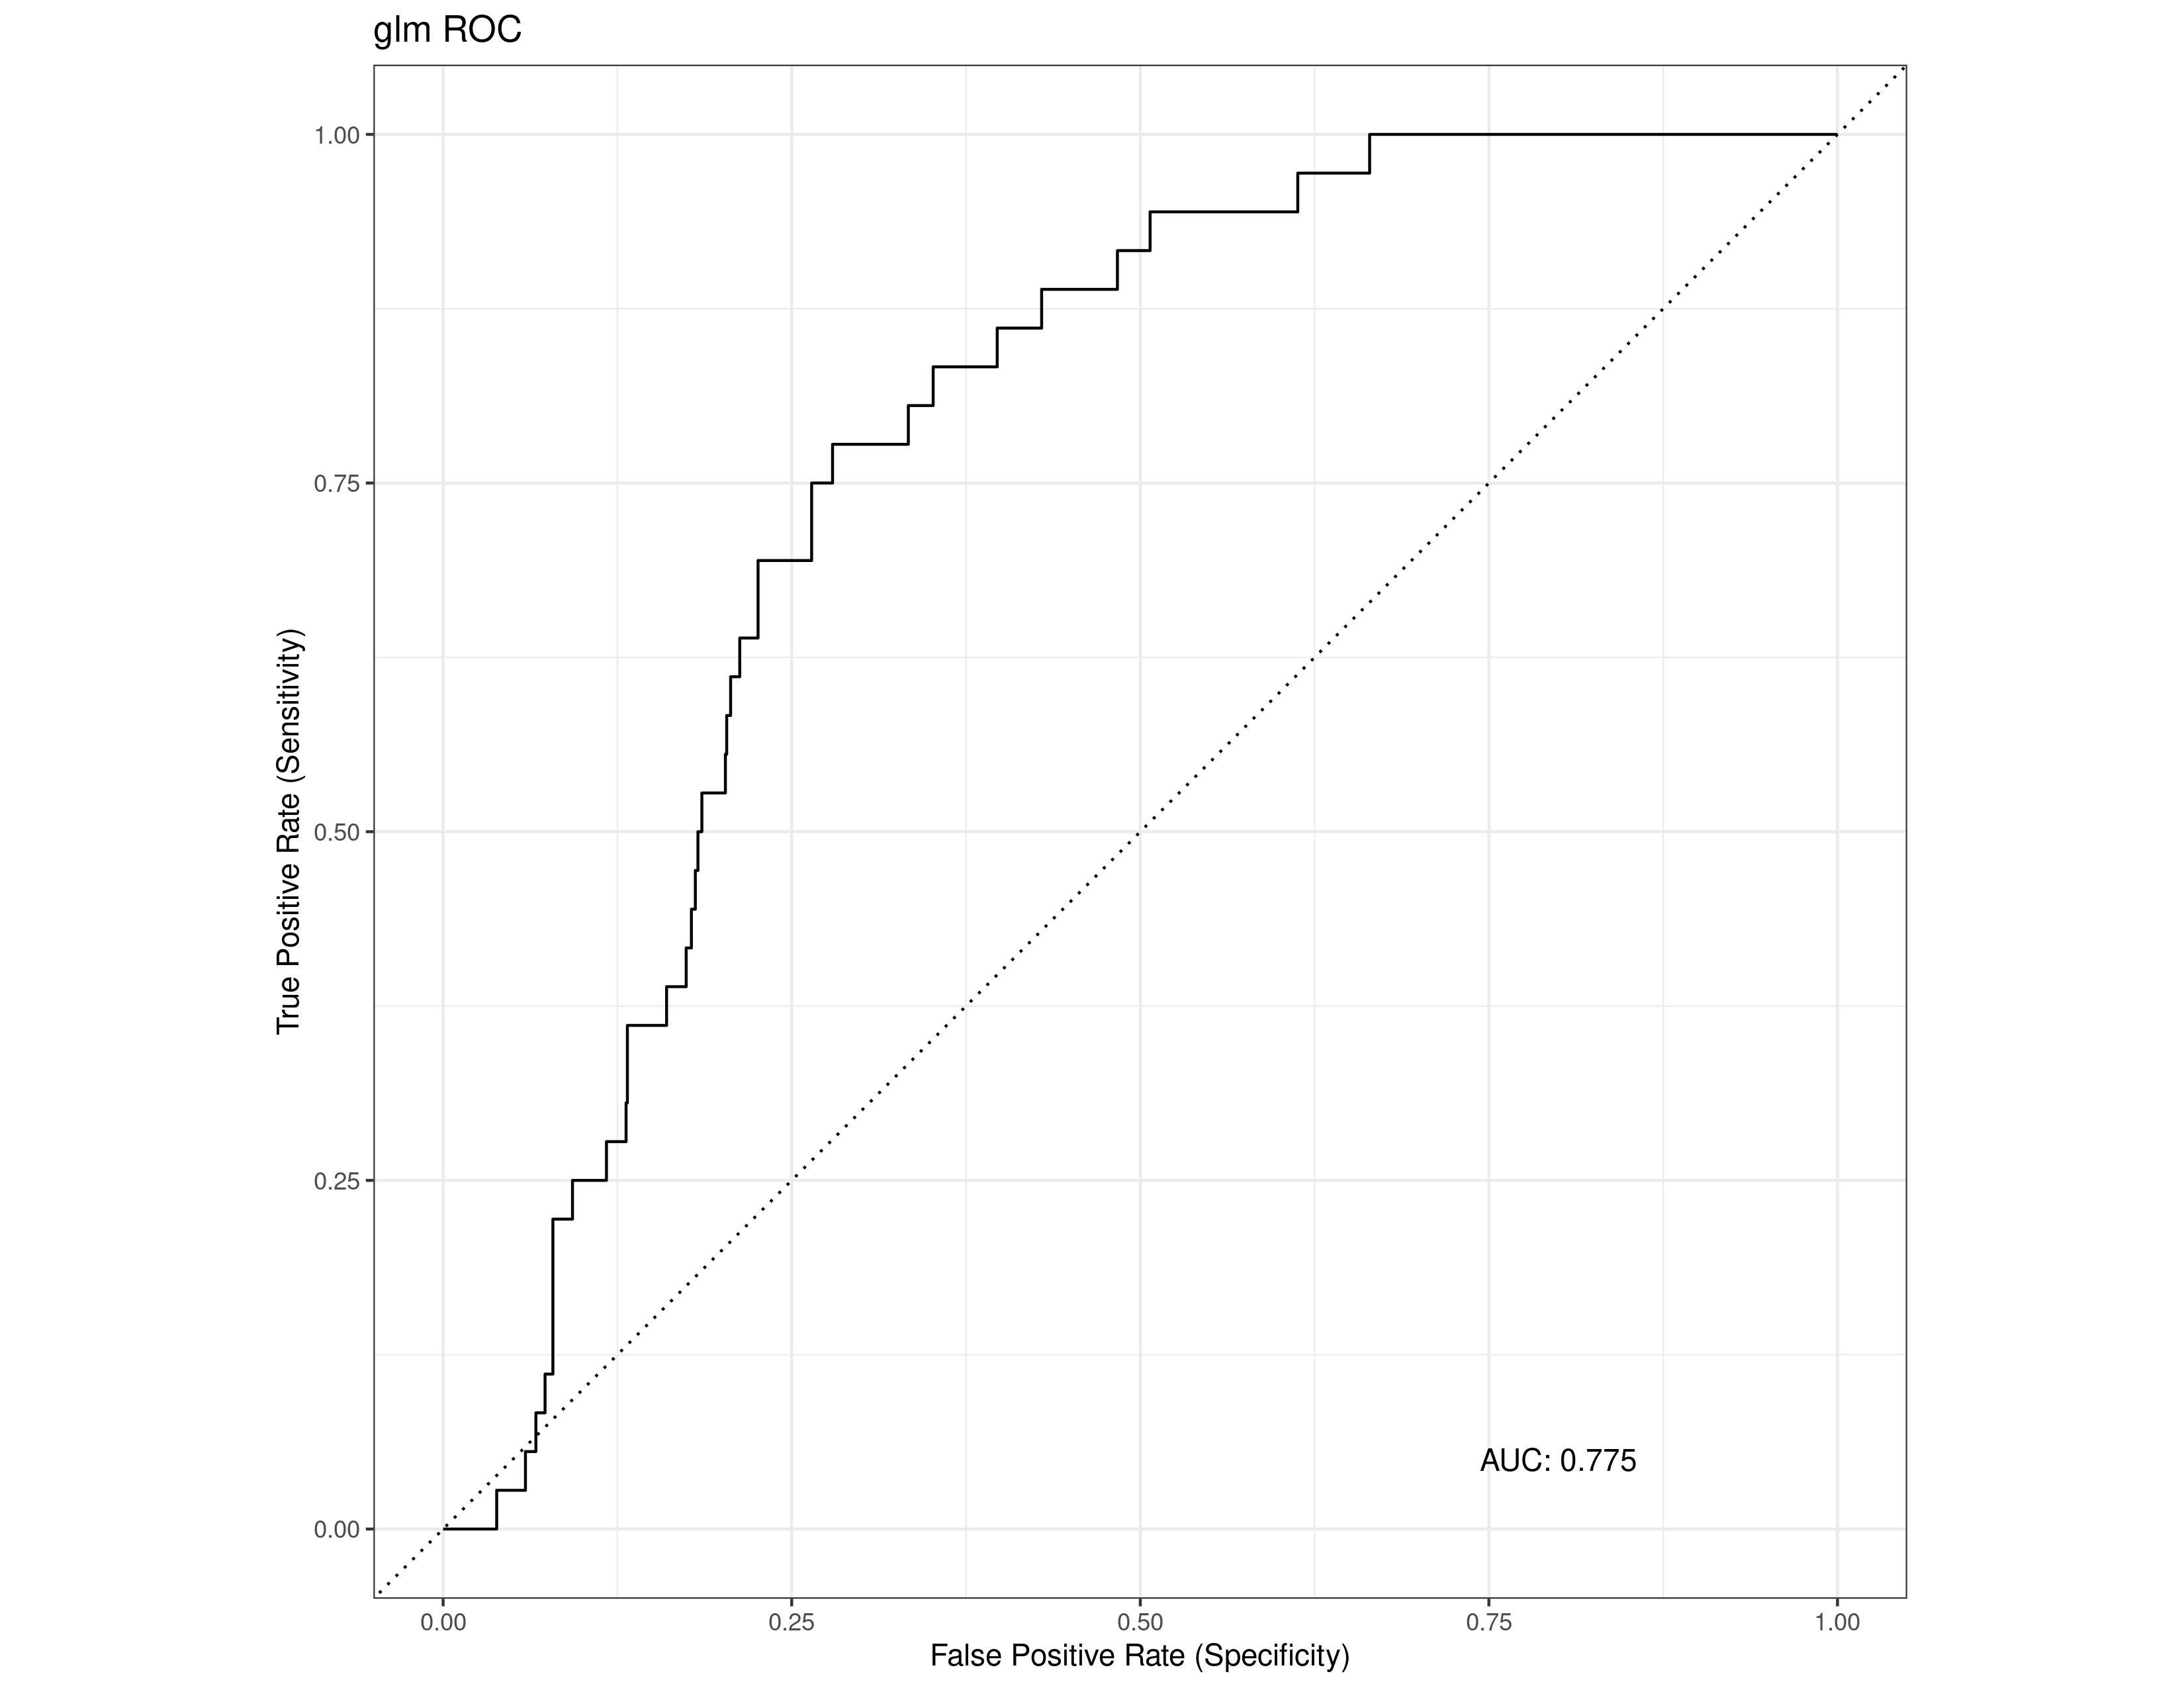 glm ROC
True Positive Rate (Sensitivity)
1.00
0.75
0.50
0.25
0.00
AUC: 0.775
0.00 0.25 0.50 0.75 1.00
False Positive Rate (Specificity)